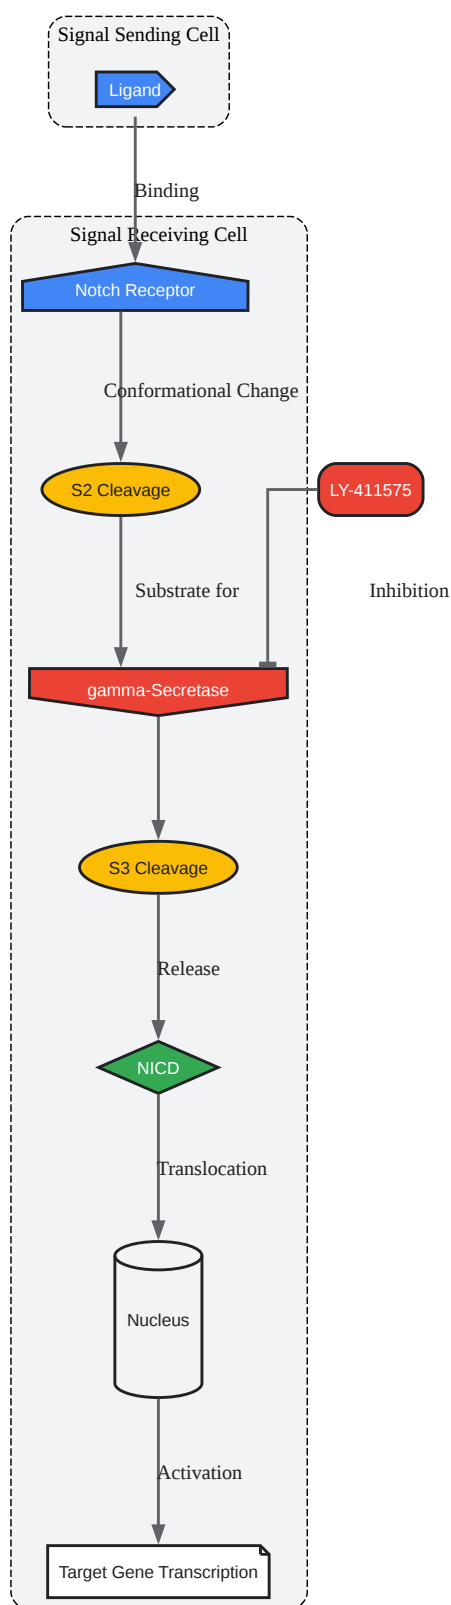 Signal Sending Cell
Ligand
Binding
Signal Receiving Cell
Notch Receptor
Conformational Change
S2 Cleavage
LY-411575
Substrate for
Inhibition
gamma-Secretase
S3 Cleavage
Release
NICD
Translocation
Nucleus
Activation
Target Gene Transcription